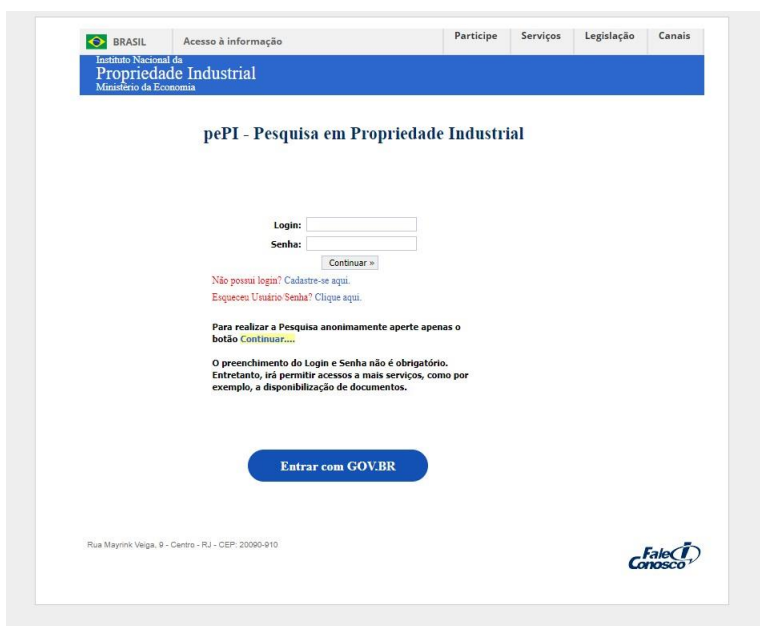 BRASIL Acesso à informação Participe Serviços Legislação Canais
Instituto Nacional da
Propriedade Industrial
Ministério da Economia
pePI - Pesquisa em Propriedade Industrial
Login:
Senha:
Continuar »
Não possui login? Cadastre-se aqui.
Esqueceu Usuário/Senha? Clique aqui.
Para realizar a Pesquisa anonimamente aperte apenas o
botão Continuar....
O preenchimento do Login e Senha não é obrigatório.
Entretanto, irá permitir acessos a mais serviços, como por
exemplo, a disponibilização de documentos.
Entrar com GOV.BR
Rua Mayrink Veiga, 9 - Centro - RJ - CEP: 20090-910
Fale
Conosco